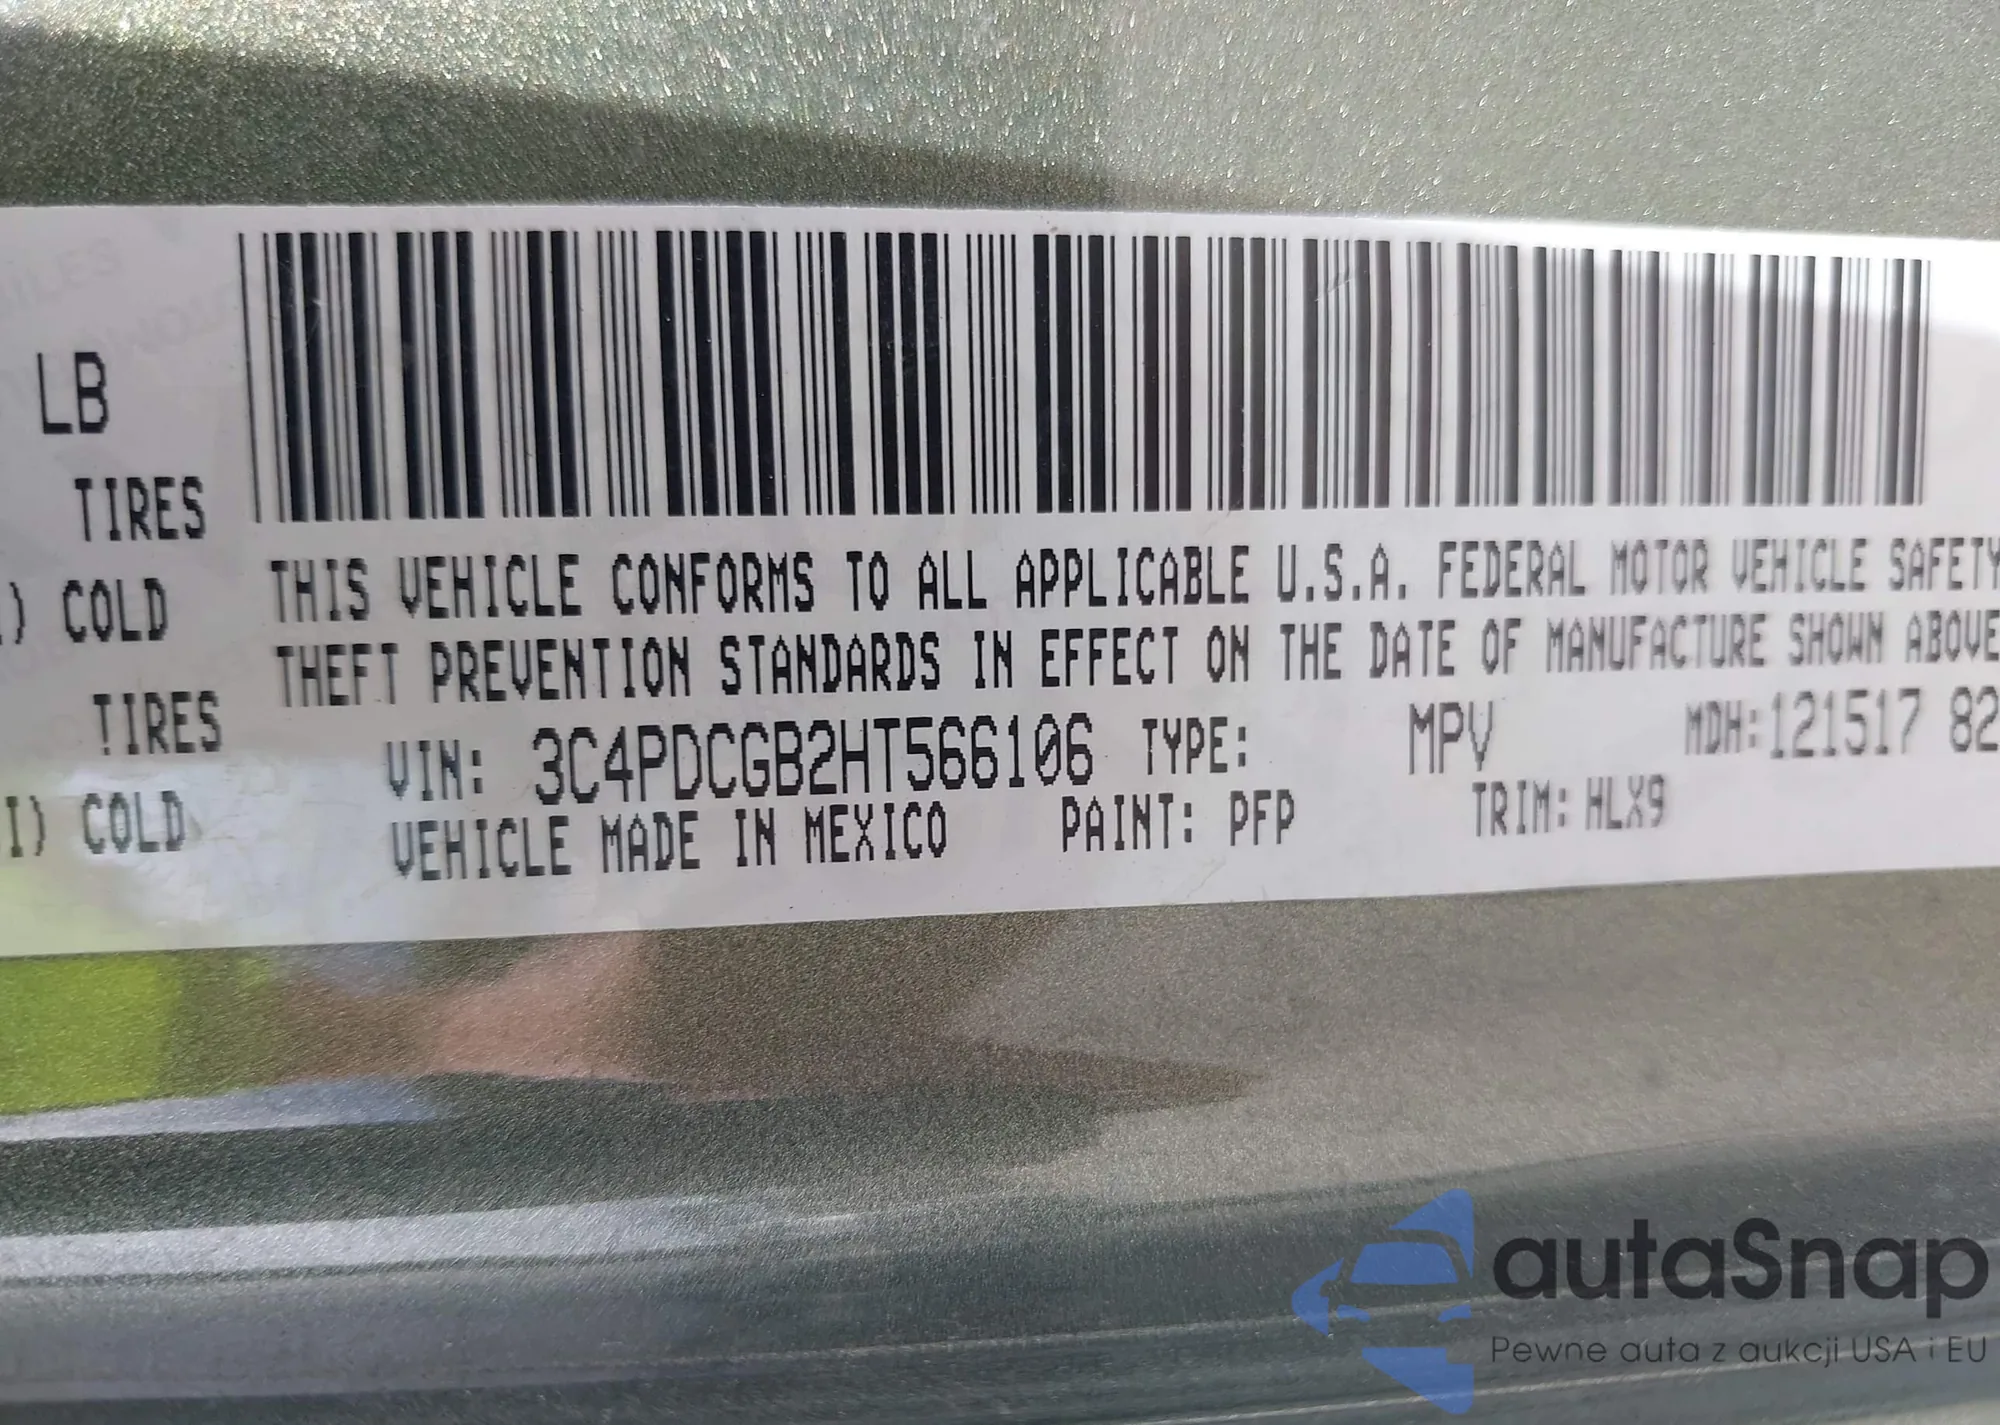 LB
TIRES
) COLD
TIRES
I) COLD
THIS VEHICLE CONFORMS TO ALL APPLICABLE U.S.A. FEDERAL MOTOR VEHICLE SAFETY
THEFT PREVENTION STANDARDS IN EFFECT ON THE DATE OF MANUFACTURE SHOWN ABOVE
VIN: 3C4PDCGB2HT566106 TYPE: MPV MDH:121517 82
VEHICLE MADE IN MEXICO PAINT: PFP TRIM: HLX9
autaSnap
Pewne auta z aukcji USA i EU